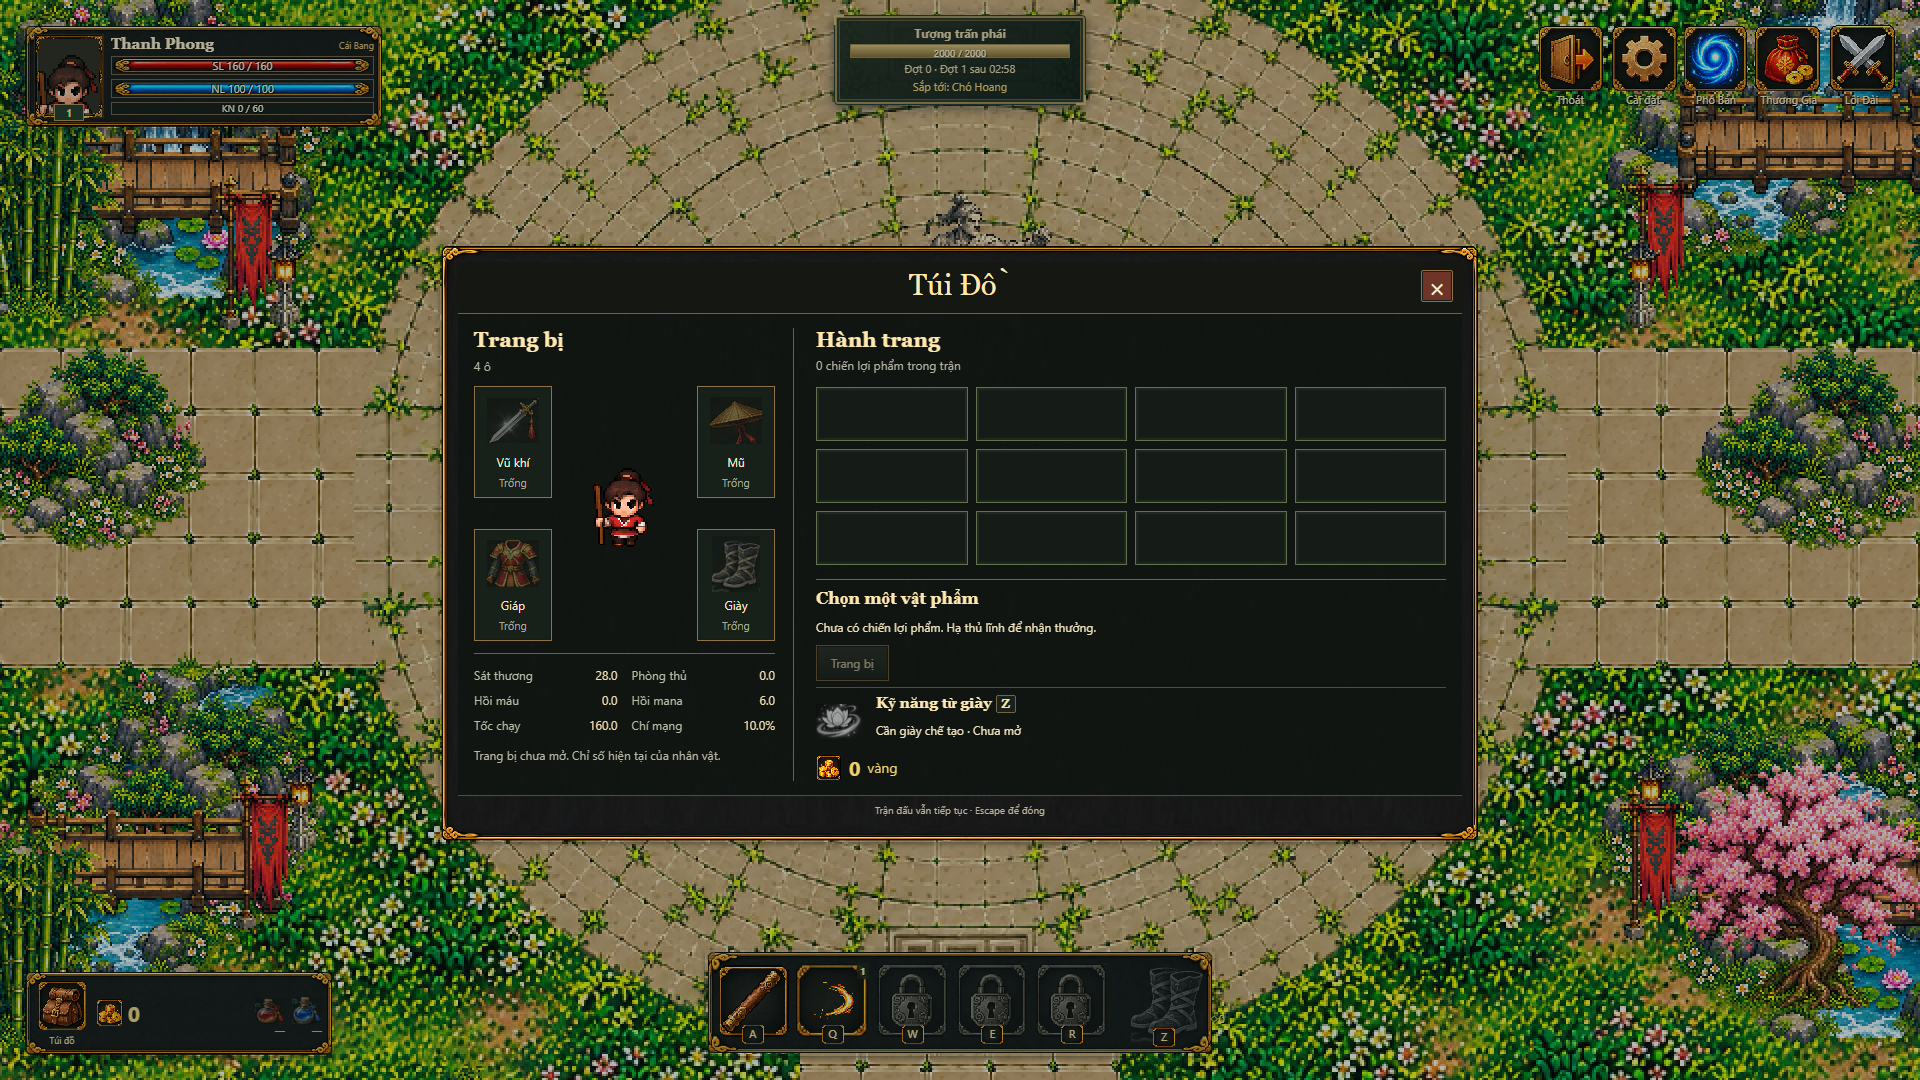 Thanh Phong
Cái Bang
SL 160 / 160
NL 100 / 100
KN 0 / 60
1
Tượng trấn phái
2000 / 2000
Đợt 0 · Đợt 1 sau 02:58
Sắp tới: Chó Hoang
Thoát
Cài đặt
Phó Bản
Thương Gia
Lôi Đài
Túi Đồ
×
Trang bị
4 ô
Vũ khí
Trống
Mũ
Trống
Giáp
Trống
Giày
Trống
Sát thương 28.0 Phòng thủ 0.0
Hồi máu 0.0 Hồi mana 6.0
Tốc chạy 160.0 Chí mạng 10.0%
Trang bị chưa mở. Chỉ số hiện tại của nhân vật.
Hành trang
0 chiến lợi phẩm trong trận
Chọn một vật phẩm
Chưa có chiến lợi phẩm. Hạ thủ lĩnh để nhận thưởng.
Trang bị
Kỹ năng từ giày Z
Cần giày chế tạo · Chưa mở
0 vàng
Trận đấu vẫn tiếp tục · Escape để đóng
0
Túi đồ
— —
1
A Q W E R Z